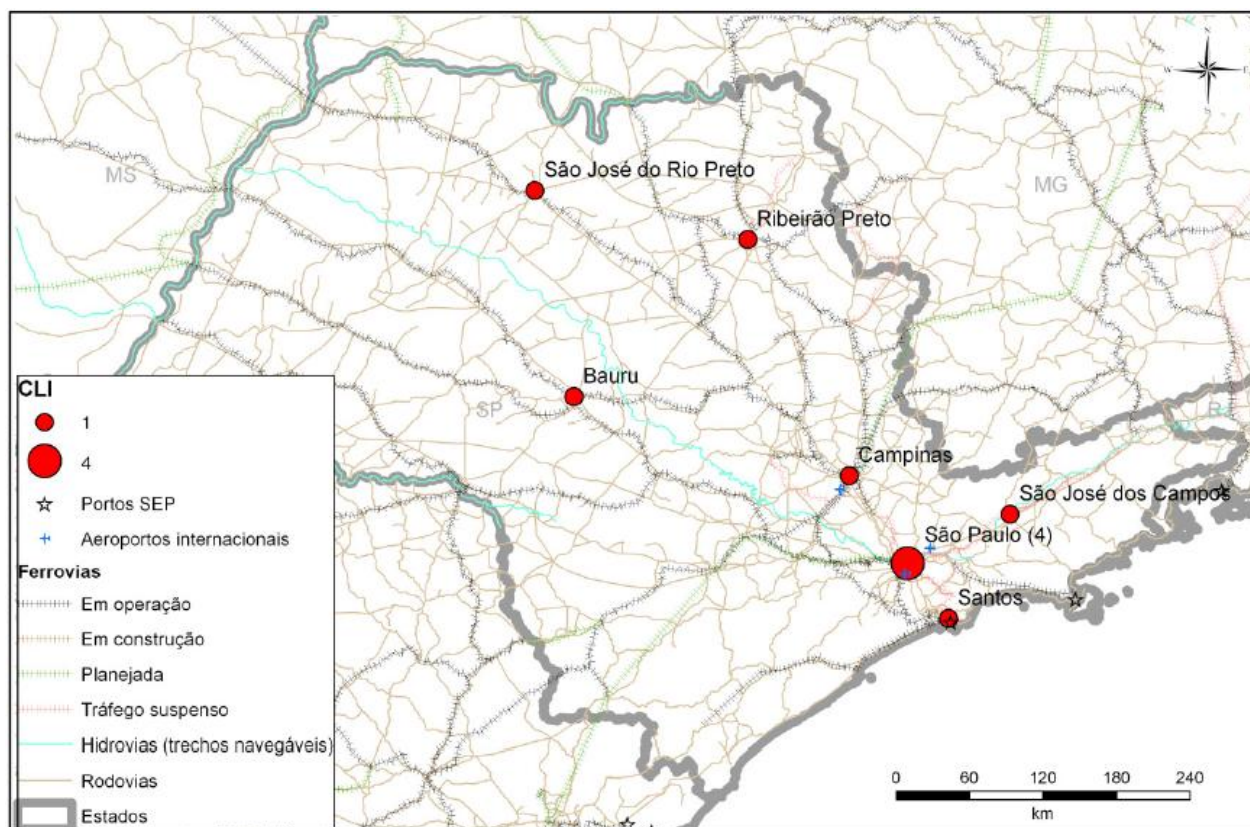 N
W
E
S
MS
São José do Rio Preto
MG
Ribeirão Preto
Bauru
SP
Campinas
São José dos Campos
São Paulo (4)
Santos
CLI
1
4
Portos SEP
Aeroportos internacionais
Ferrovias
Em operação
Em construção
Planejada
Tráfego suspenso
Hidrovias (trechos navegáveis)
Rodovias
Estados
0 60 120 180 240
km